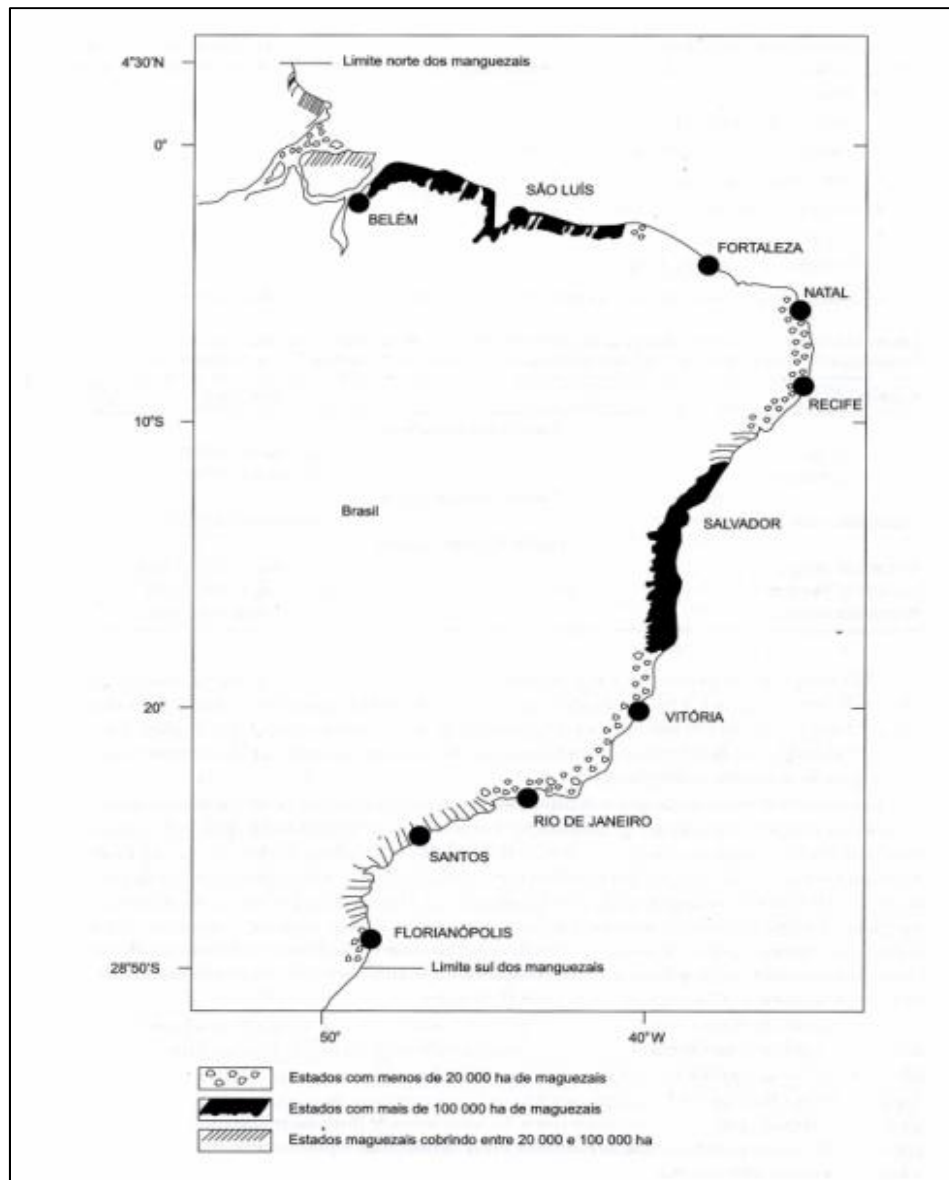 4°30'N
Limite norte dos manguezais
0°
SÃO LUÍS
BELÉM
FORTALEZA
NATAL
RECIFE
10°S
Brasil
SALVADOR
20°
VITÓRIA
RIO DE JANEIRO
SANTOS
FLORIANÓPOLIS
28°50'S
Limite sul dos manguezais
50°
40°W
Estados com menos de 20 000 ha de maguezais
Estados com mais de 100 000 ha de maguezais
Estados maguezais cobrindo entre 20 000 e 100 000 ha